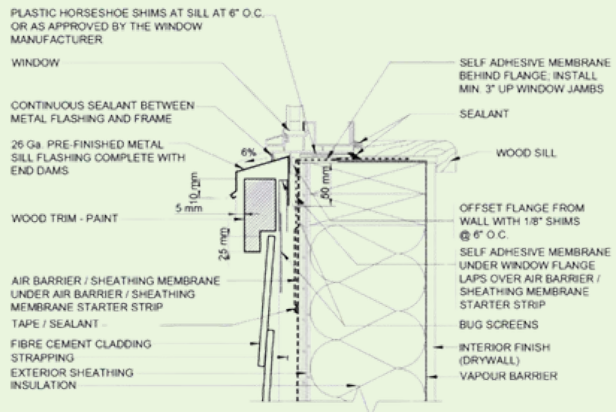 PLASTIC HORSESHOE SHIMS AT SILL AT 6" O.C.
OR AS APPROVED BY THE WINDOW
MANUFACTURER
WINDOW
CONTINUOUS SEALANT BETWEEN
METAL FLASHING AND FRAME
26 Ga. PRE-FINISHED METAL
SILL FLASHING COMPLETE WITH
END DAMS
WOOD TRIM - PAINT
AIR BARRIER / SHEATHING MEMBRANE
UNDER AIR BARRIER / SHEATHING
MEMBRANE STARTER STRIP
TAPE / SEALANT
FIBRE CEMENT CLADDING
STRAPPING
EXTERIOR SHEATHING
INSULATION
6%
10 mm
5 mm
25 mm
50 mm
SELF ADHESIVE MEMBRANE
BEHIND FLANGE; INSTALL
MIN. 3" UP WINDOW JAMBS
SEALANT
WOOD SILL
OFFSET FLANGE FROM
WALL WITH 1/8" SHIMS
@ 6" O.C.
SELF ADHESIVE MEMBRANE
UNDER WINDOW FLANGE
LAPS OVER AIR BARRIER /
SHEATHING MEMBRANE
STARTER STRIP
BUG SCREENS
INTERIOR FINISH
(DRYWALL)
VAPOUR BARRIER